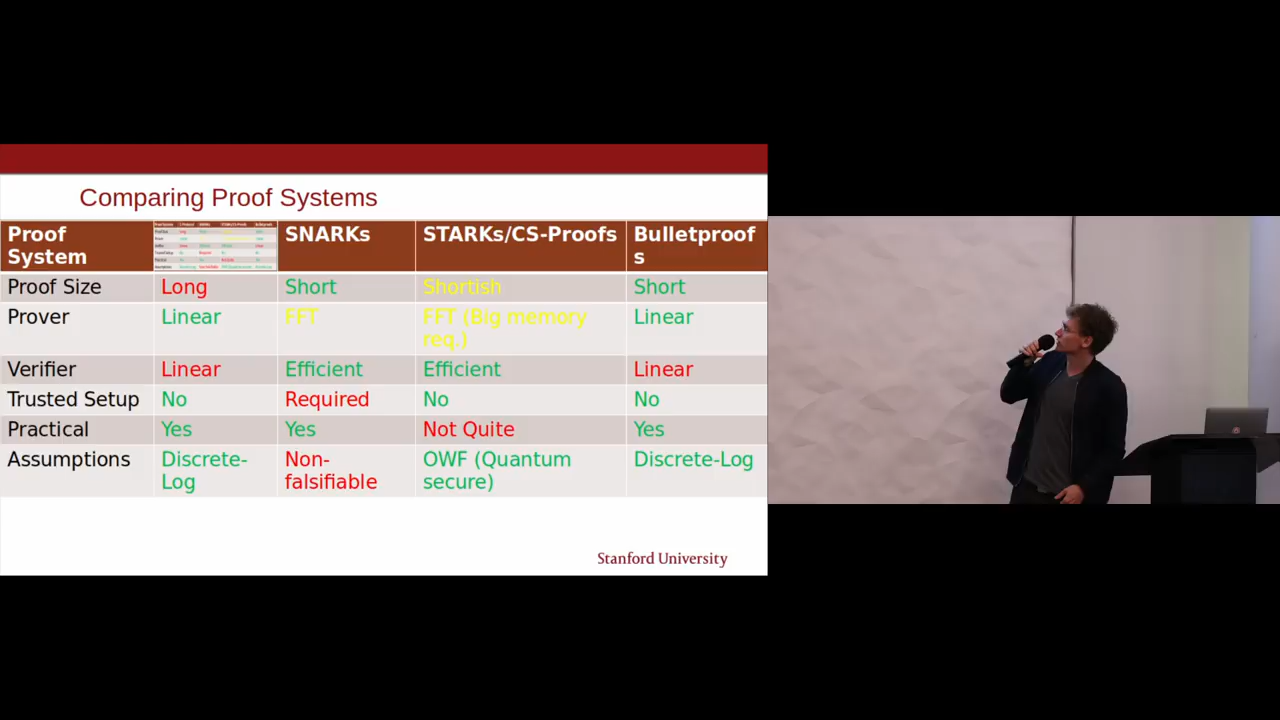 Comparing Proof Systems
Proof System
SNARKs
STARKs/CS-Proofs
Bulletproof
s
Proof Size
Long
Short
Shortish
Short
Prover
Linear
FFT
FFT (Big memory
req.)
Linear
Verifier
Linear
Efficient
Efficient
Linear
Trusted Setup
No
Required
No
No
Practical
Yes
Yes
Not Quite
Yes
Assumptions
Discrete-
Log
Non-
falsifiable
OWF (Quantum
secure)
Discrete-Log
Stanford University